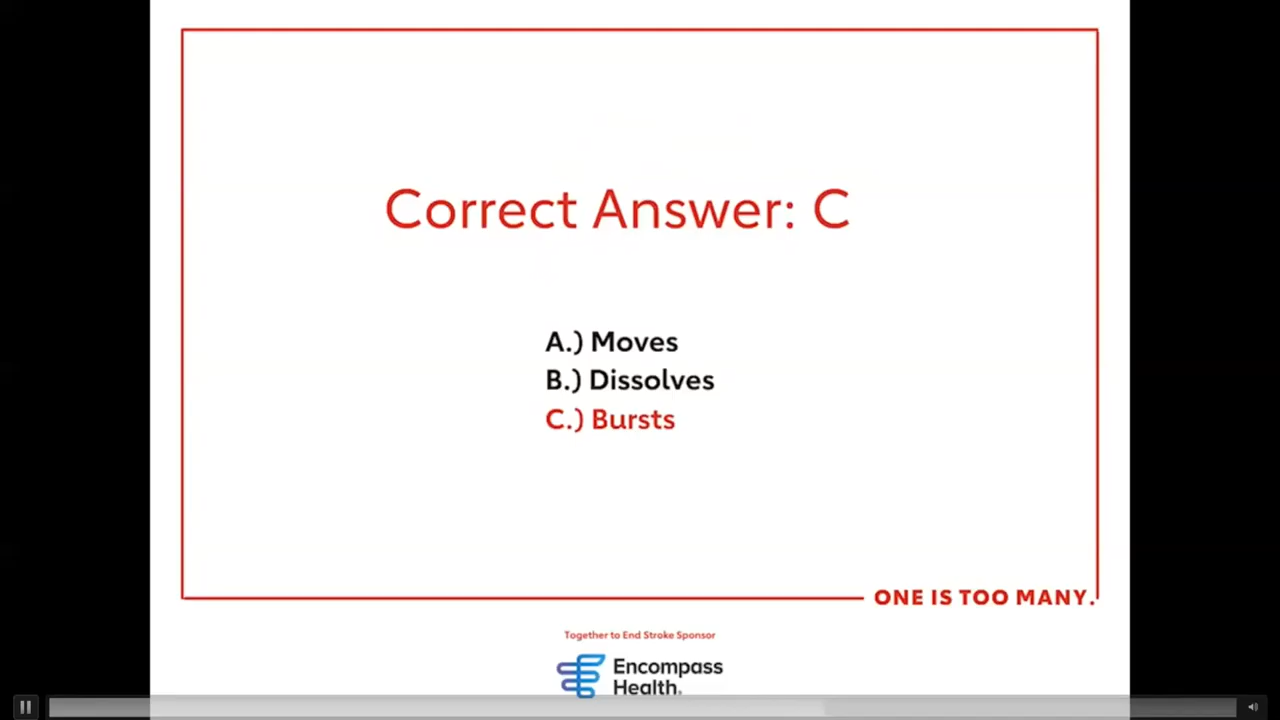 Correct Answer: C
A.) Moves
B.) Dissolves
C.) Bursts
ONE IS TOO MANY.
Together to End Stroke Sponsor
Encompass
Health.